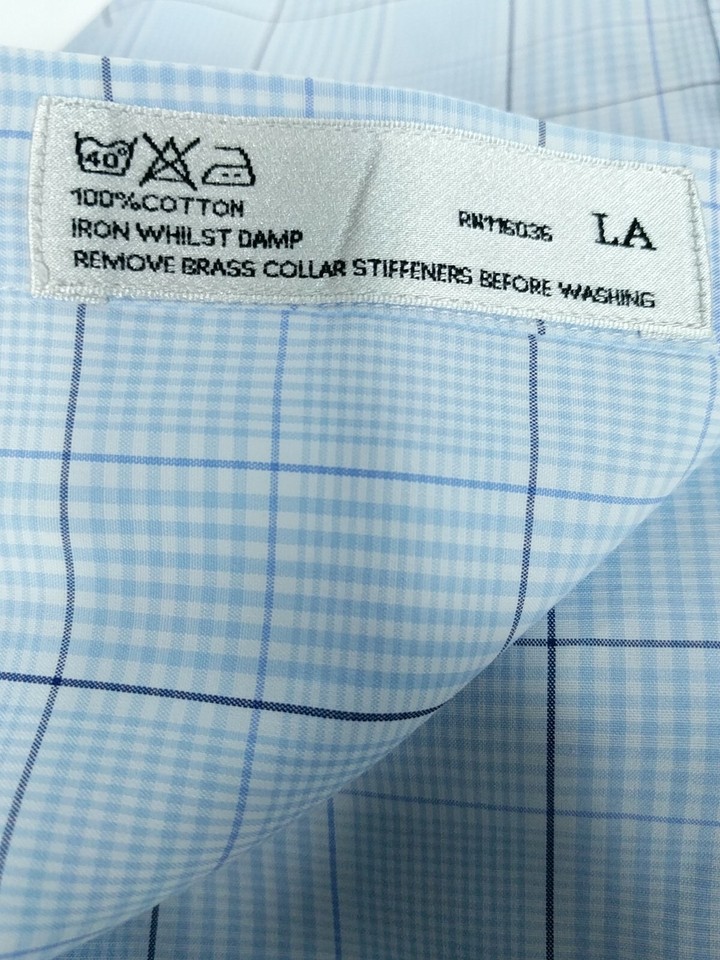 40°
100%COTTON
IRON WHILST DAMP
REMOVE BRASS COLLAR STIFFENERS BEFORE WASHING
RN116036 LA